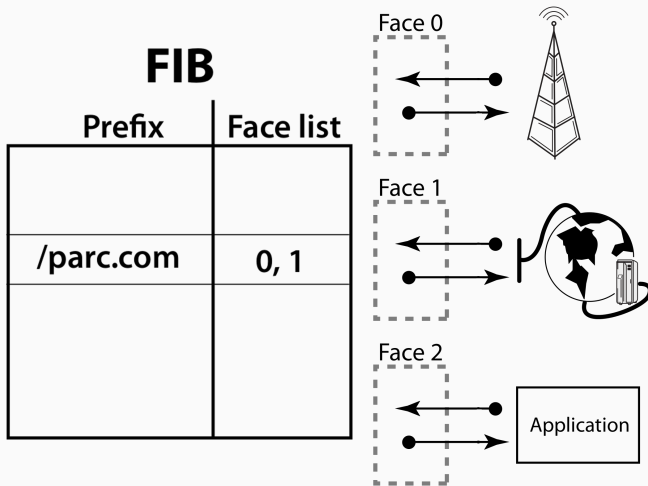 FIB
Prefix Face list
/parc.com 0, 1
Face 0
Face 1
Face 2
Application